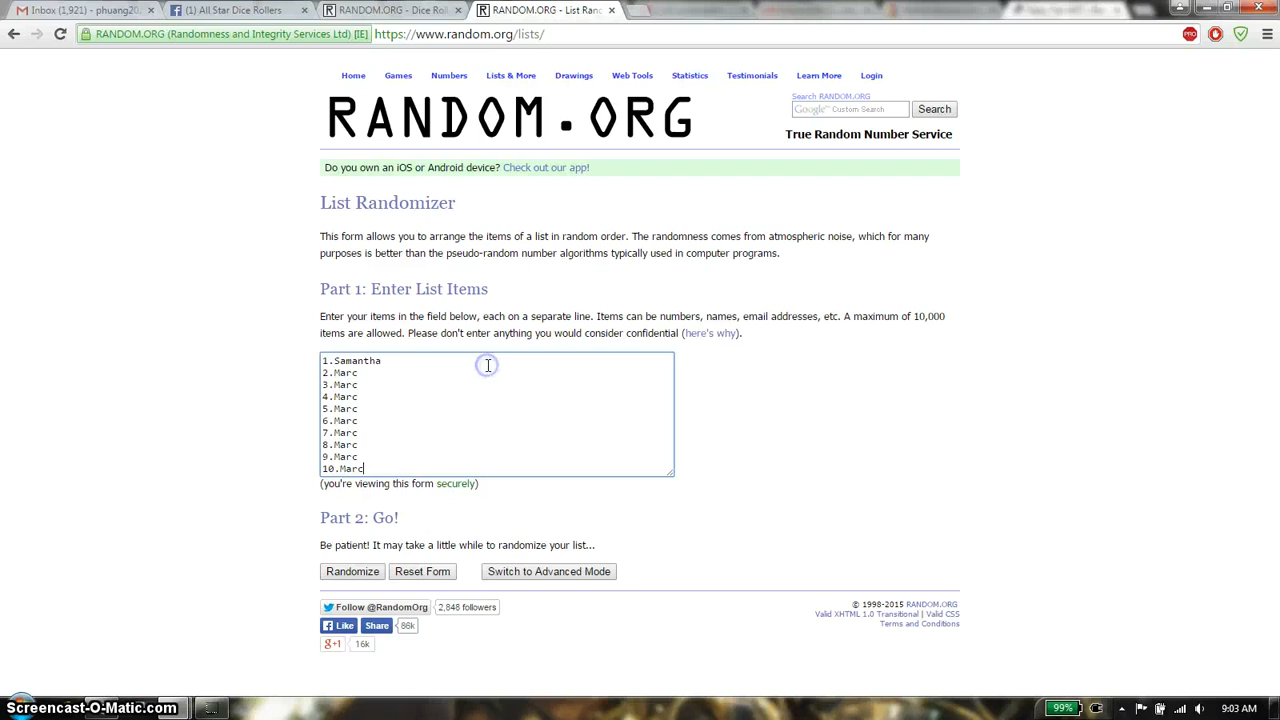 Inbox (1,921) - phuang20
(1) All Star Dice Rollers
RANDOM.ORG - Dice Rol
RANDOM.ORG - List Ran
RANDOM.ORG (Randomness and Integrity Services Ltd) [IE]
https://www.random.org/lists/
PRO
Home Games Numbers Lists & More Drawings Web Tools Statistics Testimonials Learn More Login
Search RANDOM.ORG
RANDOM.ORG
Google™ Custom Search
Search
True Random Number Service
Do you own an iOS or Android device? Check out our app!
List Randomizer
This form allows you to arrange the items of a list in random order. The randomness comes from atmospheric noise, which for many
purposes is better than the pseudo-random number algorithms typically used in computer programs.
Part 1: Enter List Items
Enter your items in the field below, each on a separate line. Items can be numbers, names, email addresses, etc. A maximum of 10,000
items are allowed. Please don't enter anything you would consider confidential (here's why).
1.Samantha
2.Marc
3.Marc
4.Marc
5.Marc
6.Marc
7.Marc
8.Marc
9.Marc
10.Marc
(you're viewing this form securely)
Part 2: Go!
Be patient! It may take a little while to randomize your list...
Randomize
Reset Form
Switch to Advanced Mode
Follow @RandomOrg
2,848 followers
Like
Share
86k
g+1
16k
© 1998-2015 RANDOM.ORG
Valid XHTML 1.0 Transitional | Valid CSS
Terms and Conditions
Screencast-O-Matic.com
99%
9:03 AM